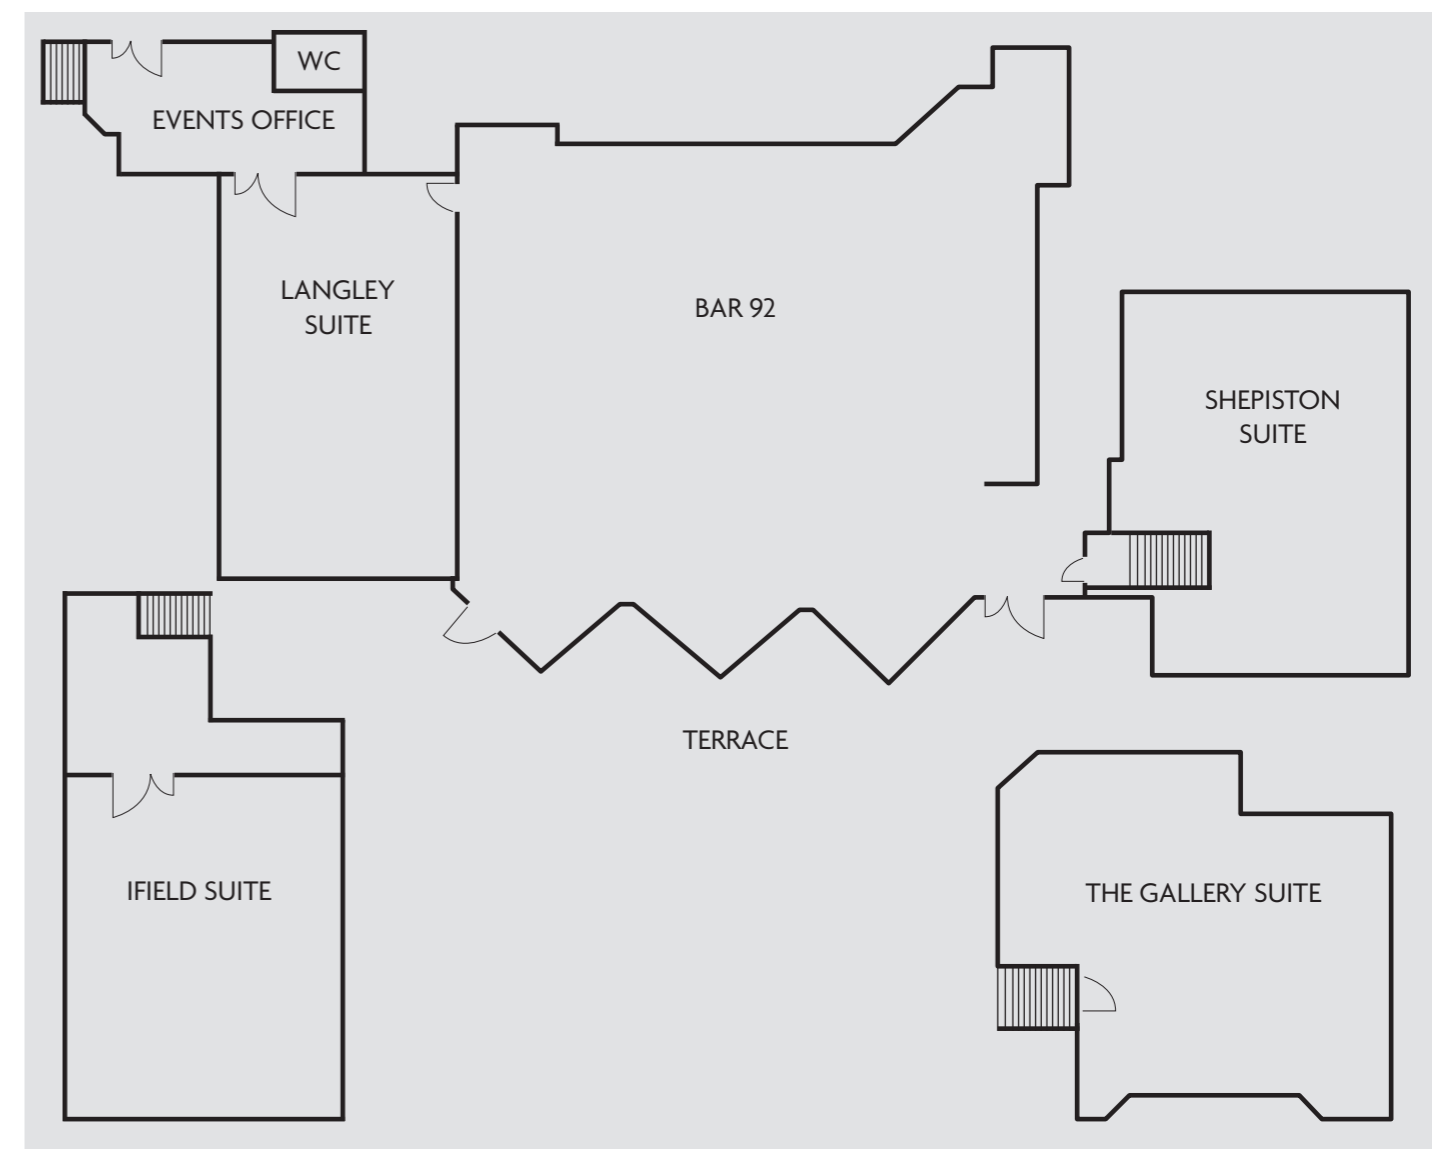 WC
EVENTS OFFICE
LANGLEY
SUITE
BAR 92
SHEPISTON
SUITE
TERRACE
IFIELD SUITE
THE GALLERY SUITE